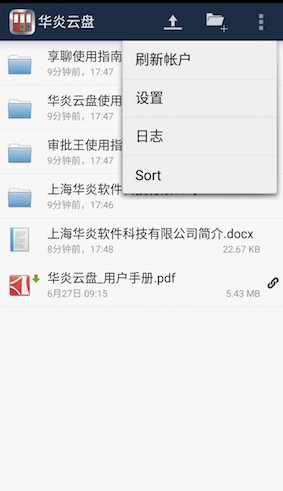 华炎云盘
刷新帐户
设置
日志
Sort
享聊使用指南
9分钟前，17:47
华炎云盘使用
9分钟前，17:47
审批王使用指
9分钟前，17:47
上海华炎软件
9分钟前，17:46
上海华炎软件科技有限公司简介.docx
8分钟前，17:48
22.67 KB
华炎云盘_用户手册.pdf
6月27日 09:15
5.43 MB